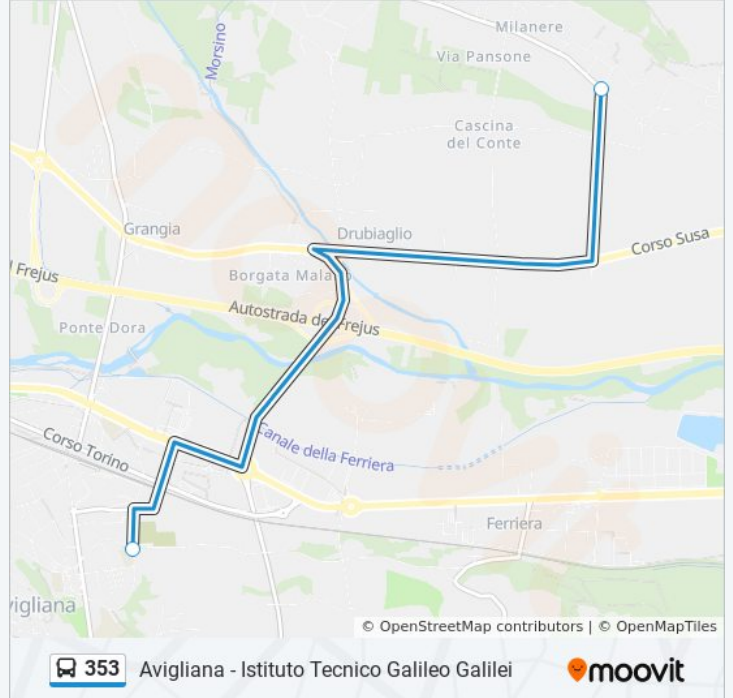 Milanere
Morsino
Via Pansone
Cascina
del Conte
Grangia
Drubiaglio
Corso Susa
Frejus
Borgata Mala
Autostrada de Frejus
Ponte Dora
Canale della Ferriera
Corso Torino
Ferriera
vigliana
© OpenStreetMap contributors | © OpenMapTiles
353 Avigliana - Istituto Tecnico Galileo Galilei moovit